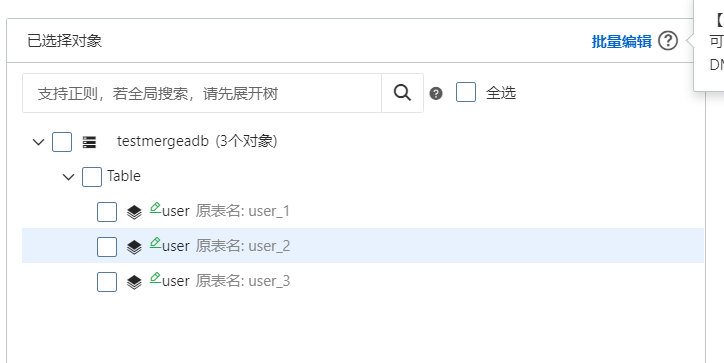 已选择对象
批量编辑
【
可
支持正则，若全局搜索，请先展开树
全选
testmergeadb (3个对象)
Table
user 原表名: user_1
user 原表名: user_2
user 原表名: user_3